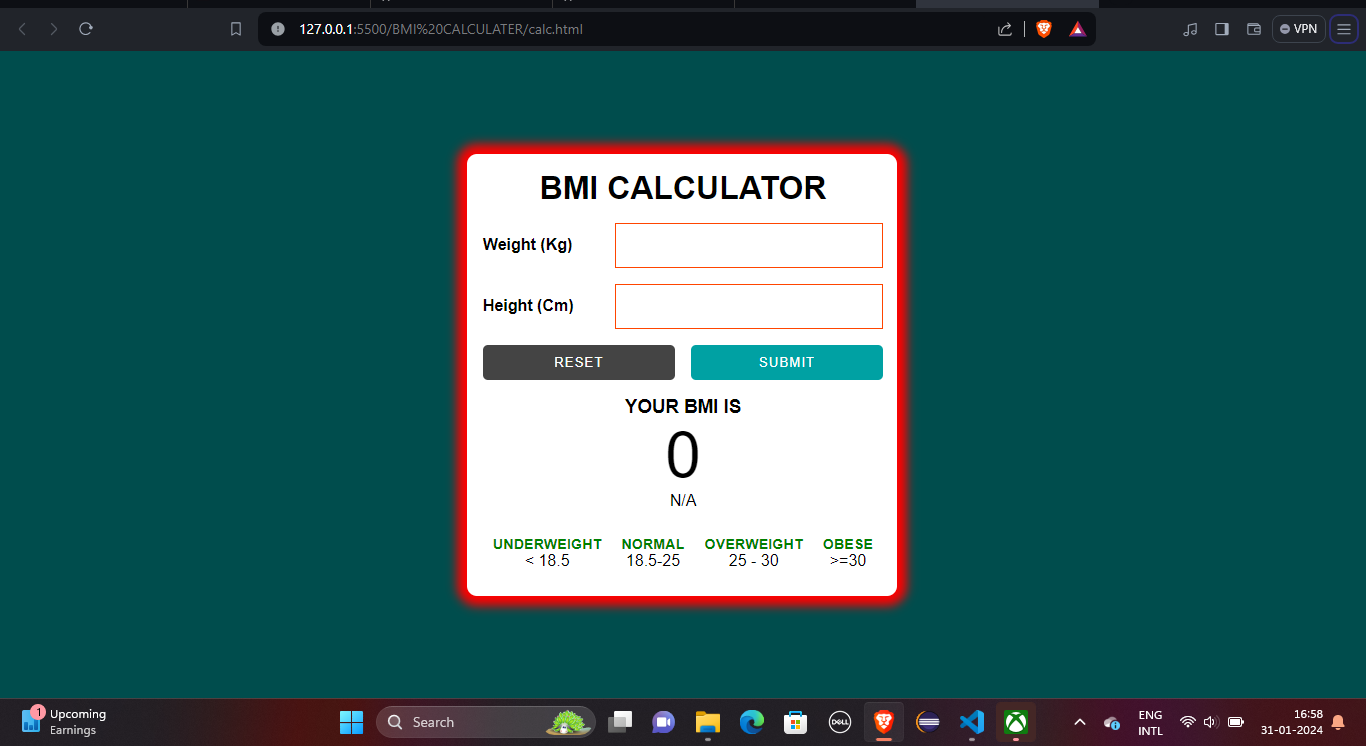 127.0.0.1:5500/BMI%20CALCULATER/calc.html
VPN
BMI CALCULATOR
Weight (Kg)
Height (Cm)
RESET SUBMIT
YOUR BMI IS
0
N/A
UNDERWEIGHT NORMAL OVERWEIGHT OBESE
< 18.5 18.5-25 25 - 30 >=30
1 Upcoming
Earnings
Search
DELL
ENG
INTL
16:58
31-01-2024